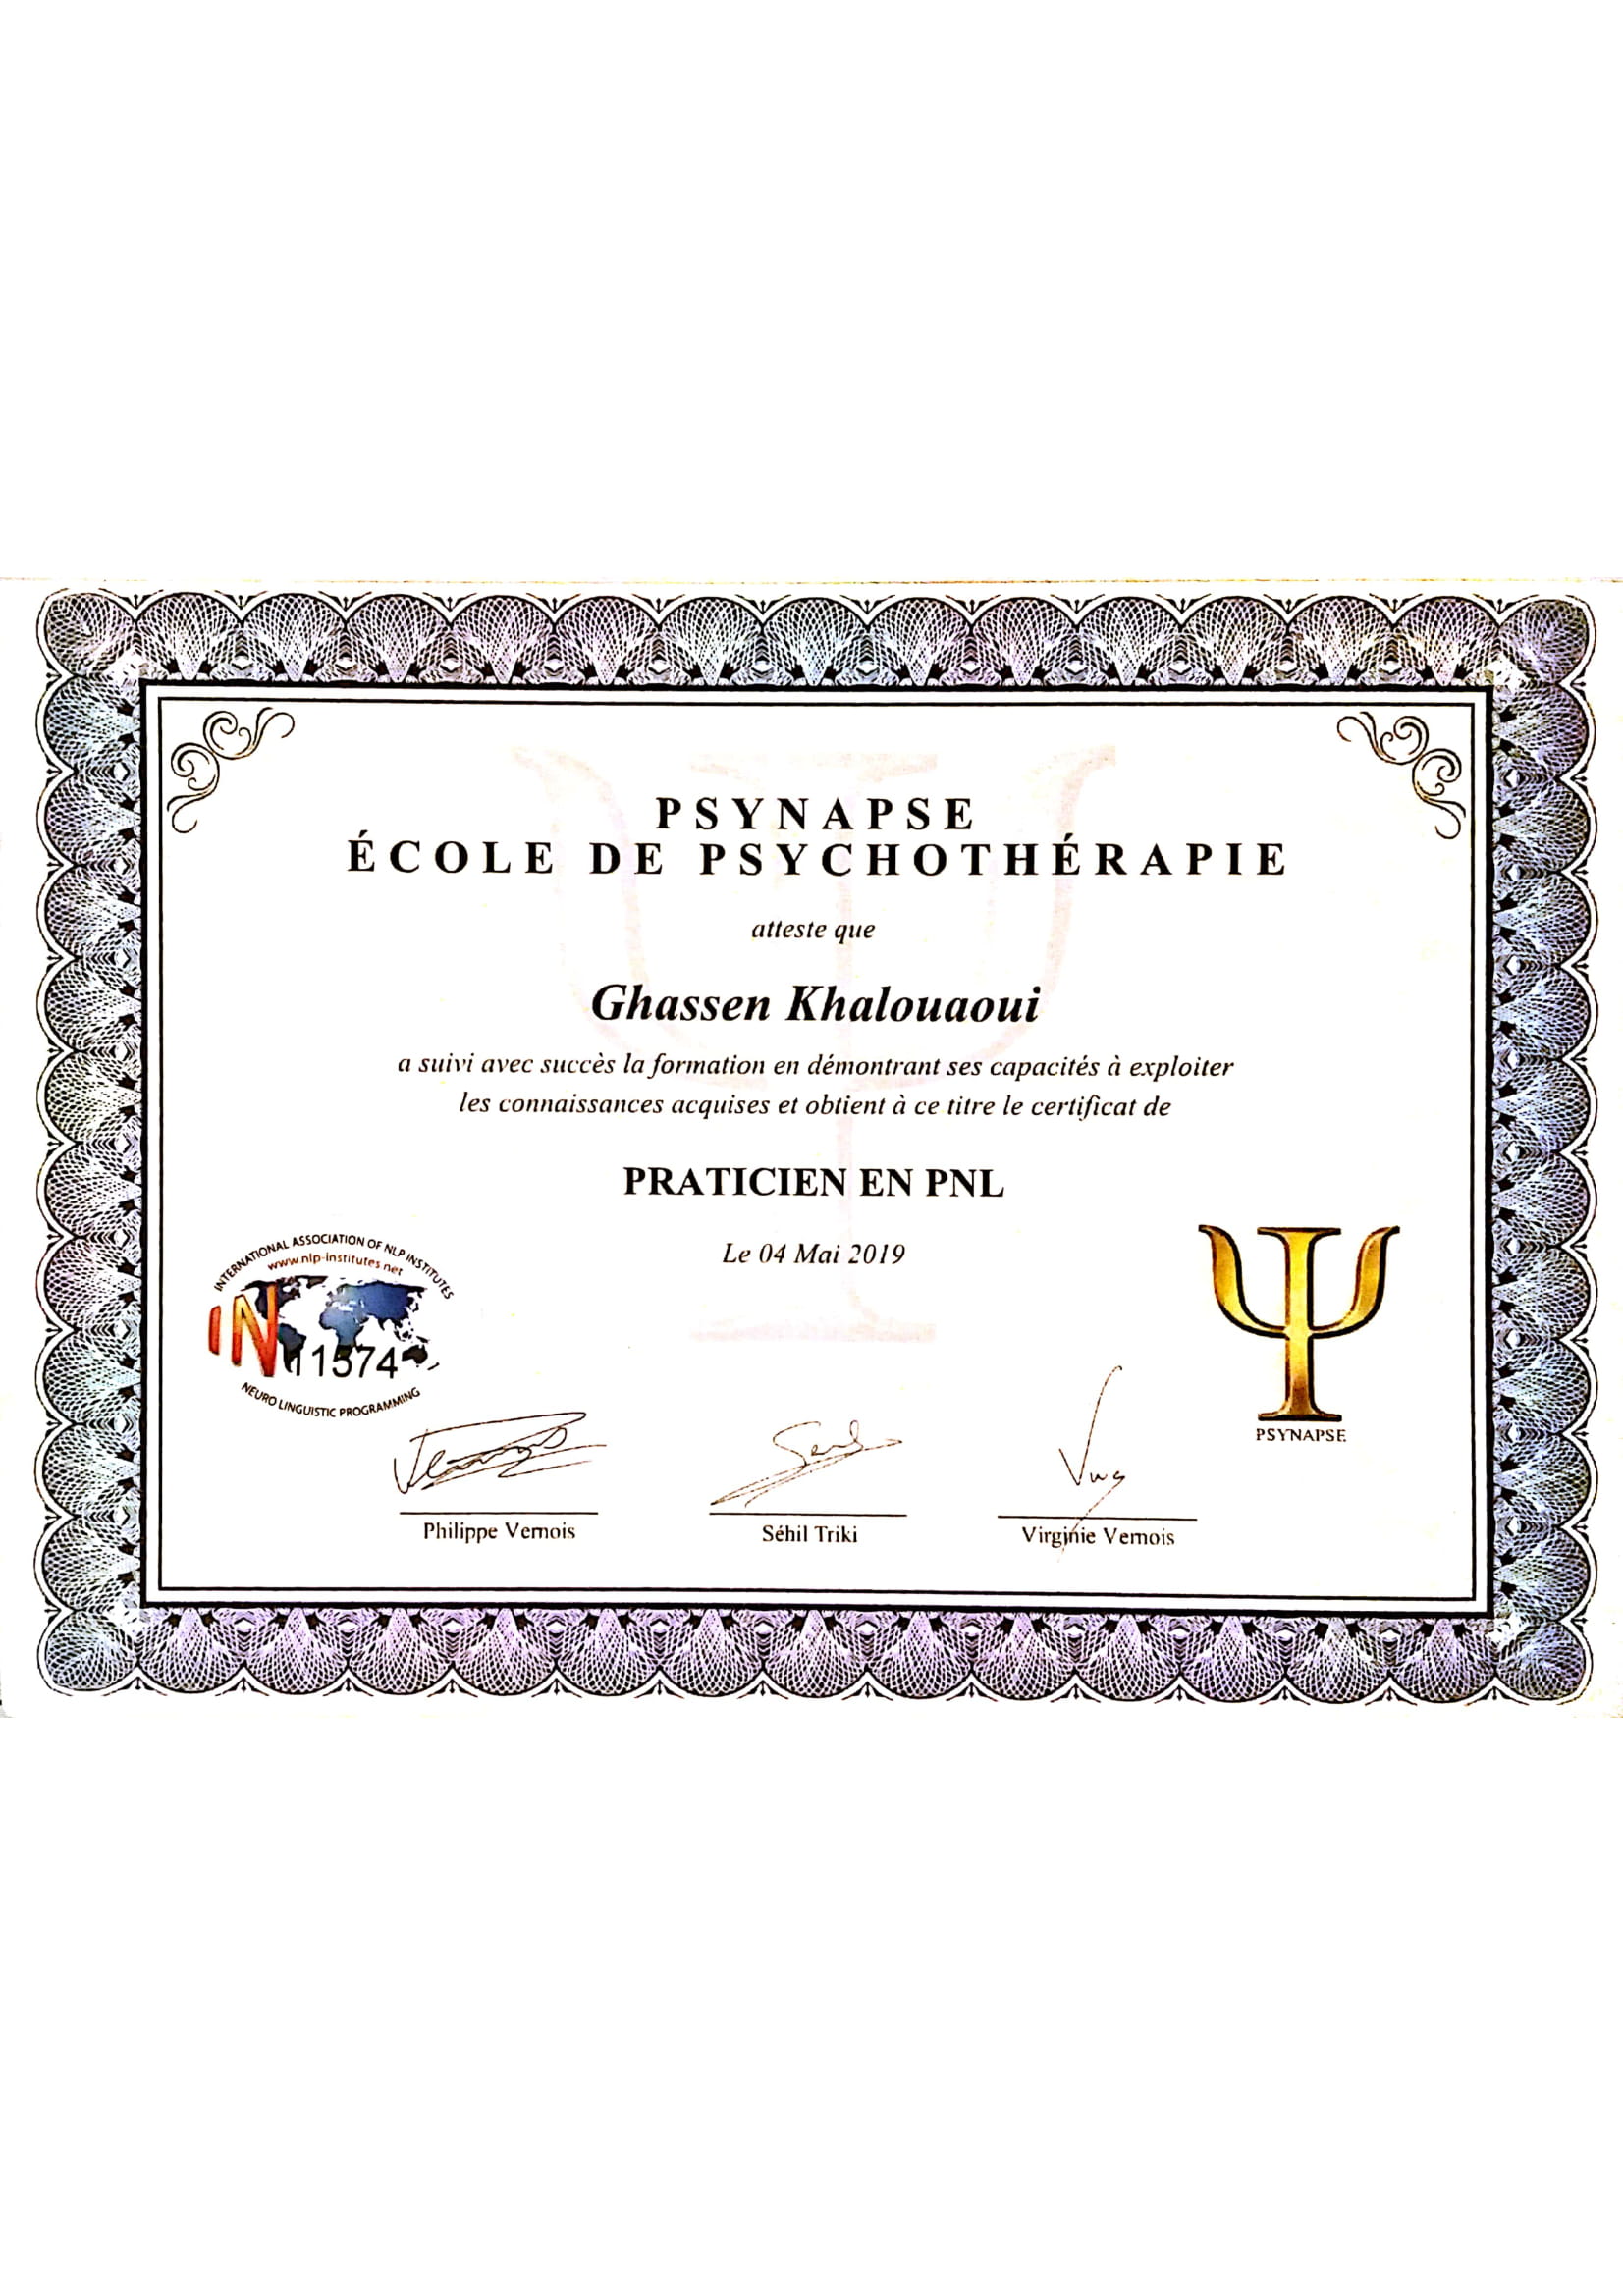 PSYNAPSE
ÉCOLE DE PSYCHOTHÉRAPIE
atteste que
Ghassen Khalouaoui
a suivi avec succès la formation en démontrant ses capacités à exploiter
les connaissances acquises et obtient à ce titre le certificat de
PRATICIEN EN PNL
Le 04 Mai 2019
INTERNATIONAL ASSOCIATION OF NLP INSTITUTES
www.nlp-institutes.net
IN
11574
NEURO LINGUISTIC PROGRAMMING
PSYNAPSE
Philippe Vernois
Séhil Triki
Virginie Vernois